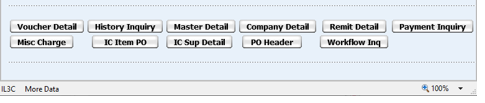 Voucher Detail History Inquiry Master Detail Company Detail Remit Detail Payment Inquiry
Misc Charge IC Item PO IC Sup Detail PO Header Workflow Inq
IL3C More Data 100%